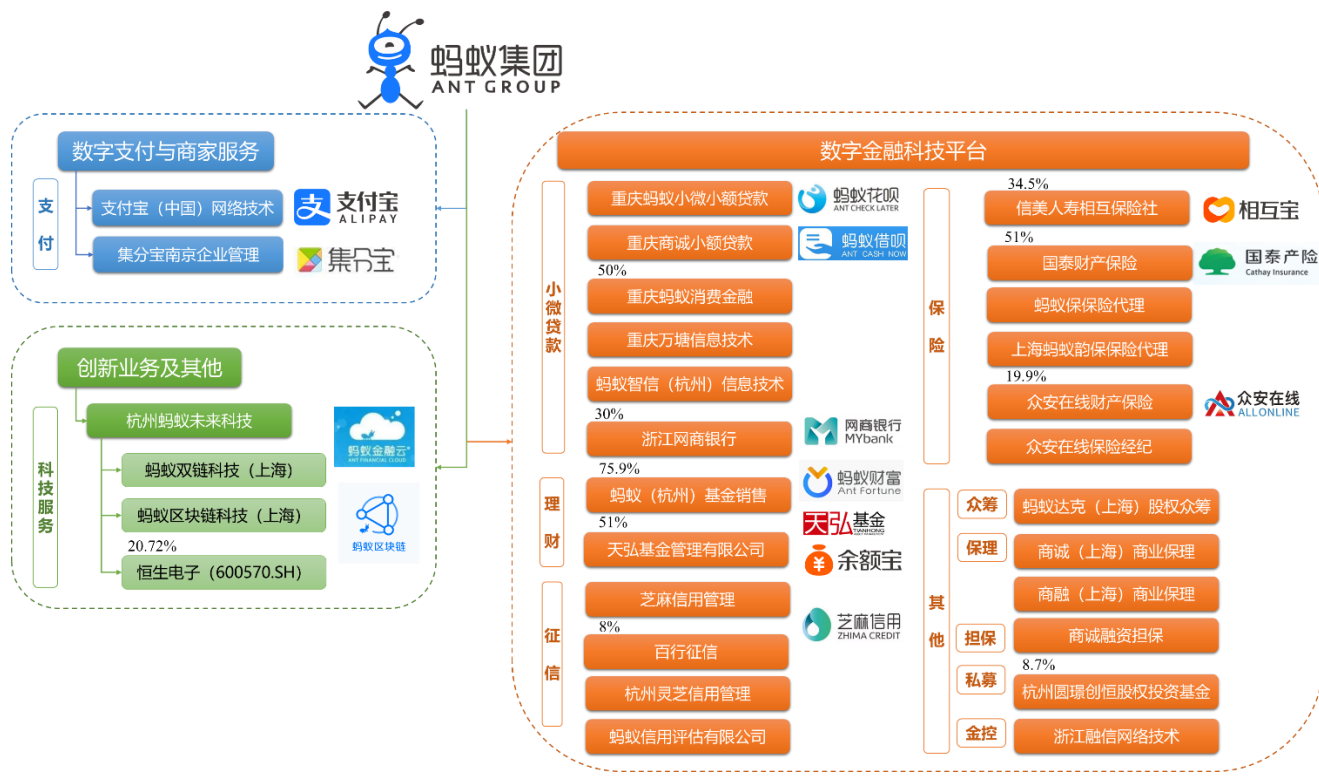 蚂蚁集团
ANT GROUP
数字支付与商家服务
支付
支付宝（中国）网络技术
支付宝
ALIPAY
集分宝南京企业管理
集分宝
创新业务及其他
科技服务
杭州蚂蚁未来科技
蚂蚁金融云
ANT FINANCIAL CLOUD
蚂蚁双链科技（上海）
蚂蚁区块链科技（上海）
蚂蚁区块链
20.72%
恒生电子（600570.SH）
数字金融科技平台
小微贷款
重庆蚂蚁小微小额贷款
蚂蚁花呗
ANT CHECK LATER
重庆商诚小额贷款
蚂蚁借呗
ANT CASH NOW
50%
重庆蚂蚁消费金融
重庆万塘信息技术
蚂蚁智信（杭州）信息技术
30%
浙江网商银行
网商银行
MYbank
理财
75.9%
蚂蚁（杭州）基金销售
蚂蚁财富
Ant Fortune
51%
天弘基金管理有限公司
天弘基金
余额宝
征信
芝麻信用管理
芝麻信用
ZHIMA CREDIT
8%
百行征信
杭州灵芝信用管理
蚂蚁信用评估有限公司
保险
34.5%
信美人寿相互保险社
相互宝
51%
国泰财产保险
国泰产险
Cathay Insurance
蚂蚁保保险代理
上海蚂蚁韵保保险代理
19.9%
众安在线财产保险
众安在线
ALLONLINE
众安在线保险经纪
其他
众筹
蚂蚁达克（上海）股权众筹
保理
商诚（上海）商业保理
商融（上海）商业保理
担保
商诚融资担保
私募
8.7%
杭州圆璟创恒股权投资基金
金控
浙江融信网络技术